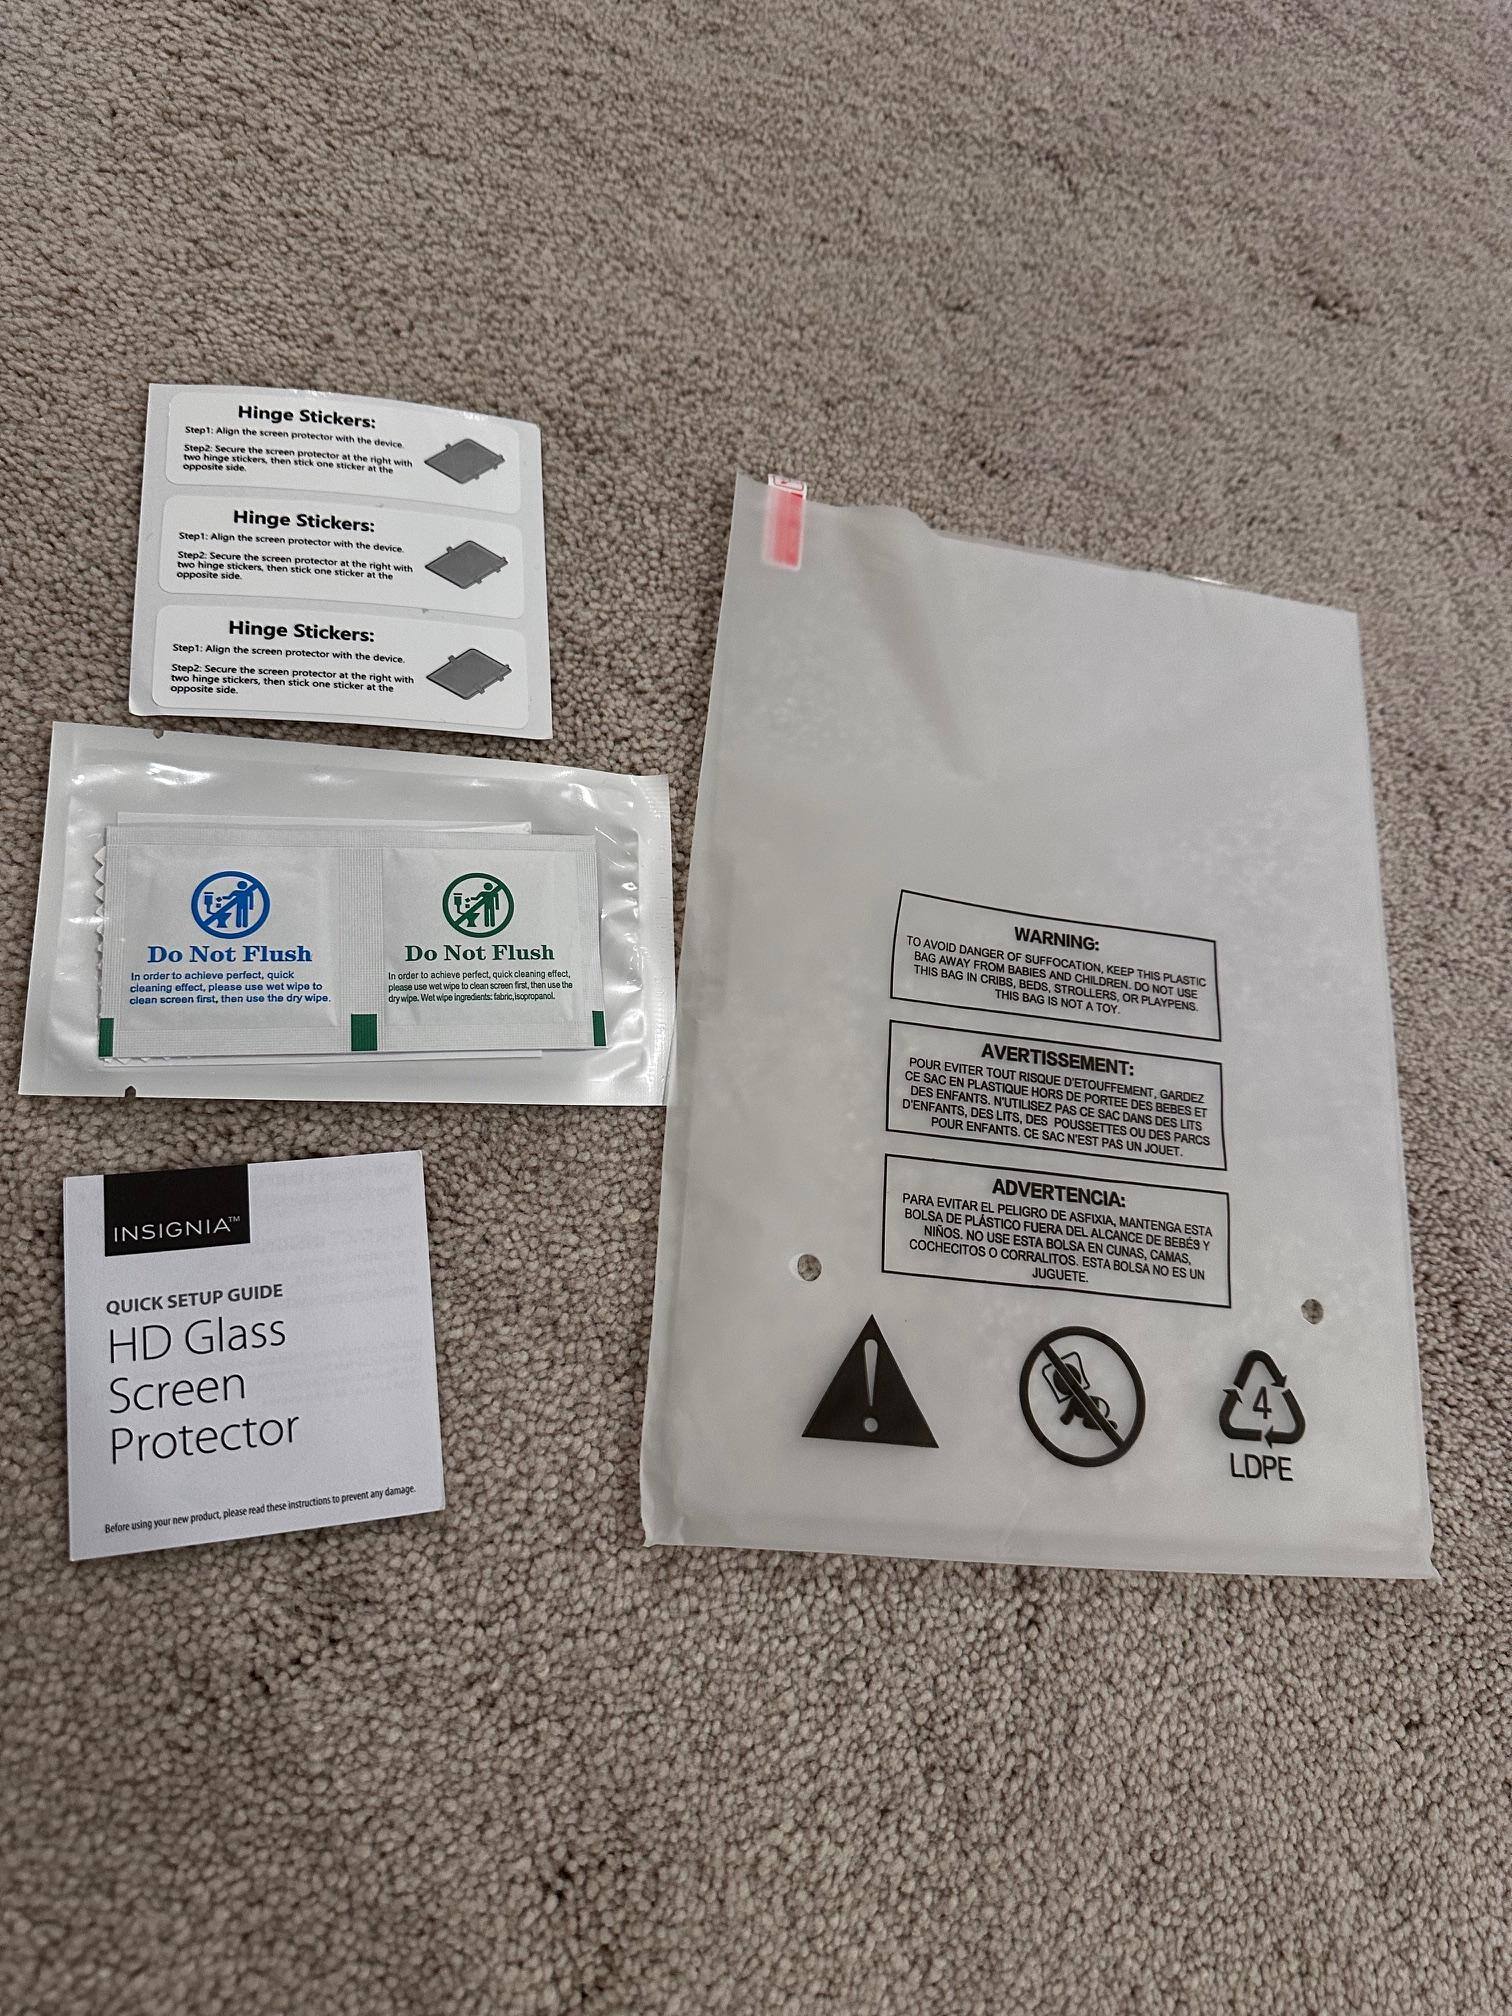 Hinge Stickers:
Step1: Align the screen protector with the device.
Step2: Secure the screen protector at the right with
two hinge stickers, then stick one sticker at the
opposite side.
Hinge Stickers:
Step1: Align the screen protector with the device.
Step2: Secure the screen protector at the right with
two hinge stickers, then stick one sticker at the
opposite side.
Hinge Stickers:
Step1: Align the screen protector with the device.
Step2: Secure the screen protector at the right with
two hinge stickers, then stick one sticker at the
opposite side.
Do Not Flush
In order to achieve perfect, quick
cleaning effect, please use wet wipe to
clean screen first, then use the dry wipe.
Do Not Flush
In order to achieve perfect, quick cleaning effect,
please use wet wipe to clean screen first, then use the
dry wipe. Wet wipe ingredients: fabric,isopropanol.
INSIGNIA™
QUICK SETUP GUIDE
HD Glass
Screen
Protector
Before using your new product, please read these instructions to prevent any damage.
WARNING:
TO AVOID DANGER OF SUFFOCATION, KEEP THIS PLASTIC
BAG AWAY FROM BABIES AND CHILDREN. DO NOT USE
THIS BAG IN CRIBS, BEDS, STROLLERS, OR PLAYPENS.
THIS BAG IS NOT A TOY.
AVERTISSEMENT:
POUR EVITER TOUT RISQUE D'ETOUFFEMENT, GARDEZ
CE SAC EN PLASTIQUE HORS DE PORTEE DES BEBES ET
DES ENFANTS. N'UTILISEZ PAS CE SAC DANS DES LITS
D'ENFANTS, DES LITS, DES POUSSETTES OU DES PARCS
POUR ENFANTS. CE SAC N'EST PAS UN JOUET.
ADVERTENCIA:
PARA EVITAR EL PELIGRO DE ASFIXIA, MANTENGA ESTA
BOLSA DE PLÁSTICO FUERA DEL ALCANCE DE BEBÉS Y
NIÑOS. NO USE ESTA BOLSA EN CUNAS, CAMAS,
COCHECITOS O CORRALITOS. ESTA BOLSA NO ES UN
JUGUETE.
4
LDPE